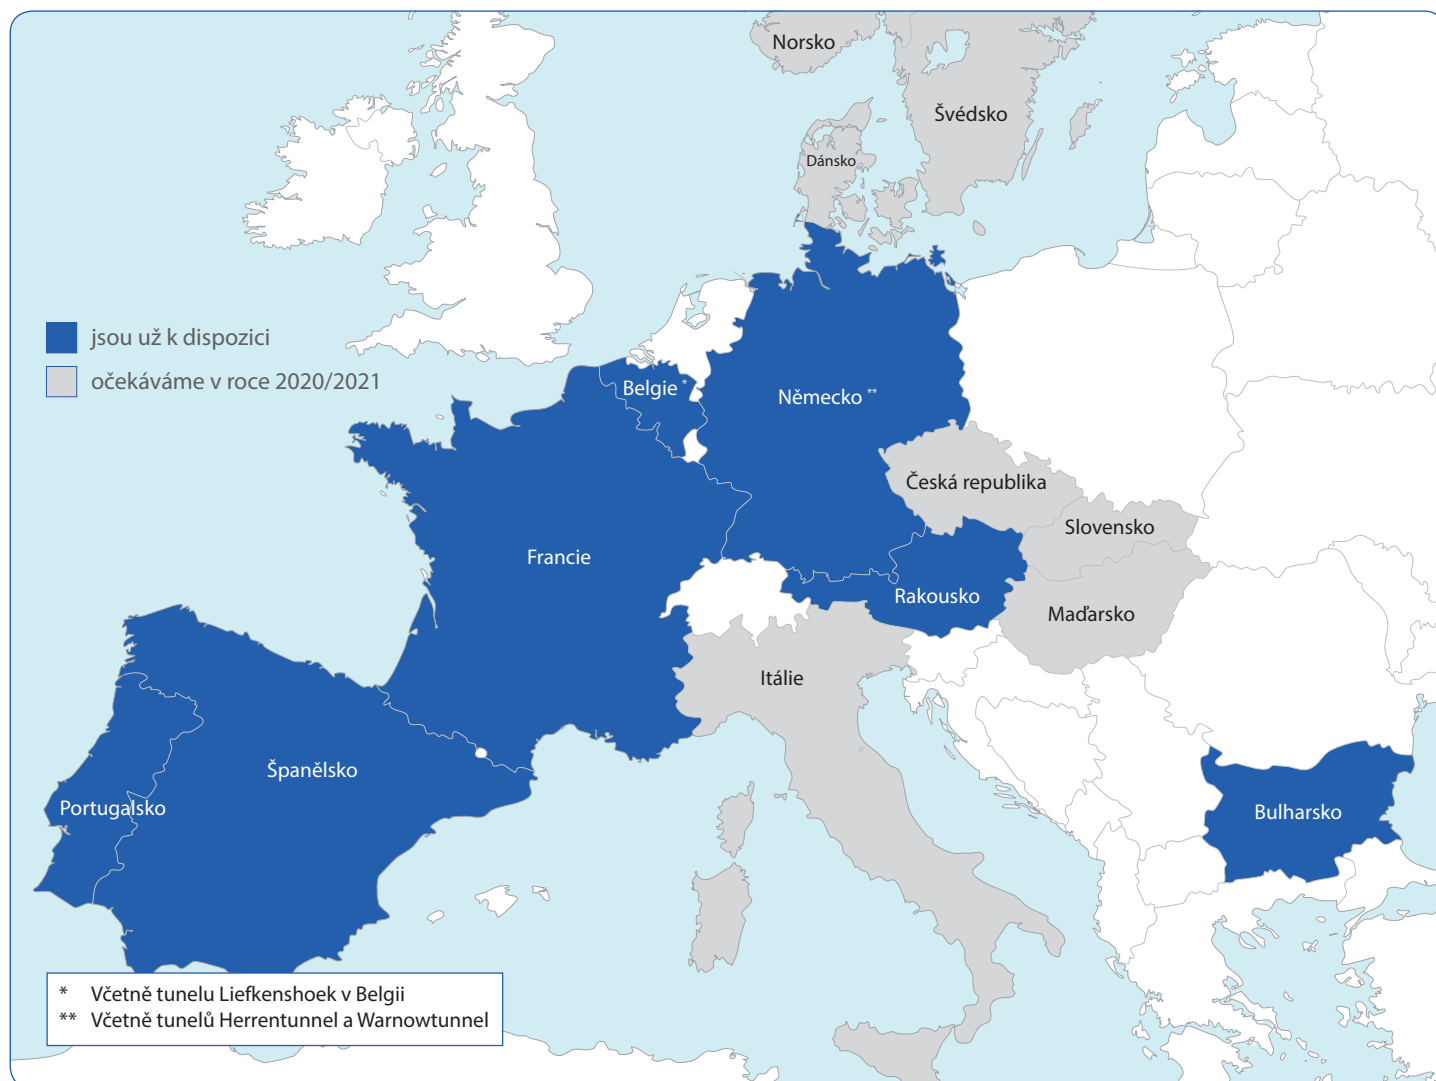 Norsko
Švédsko
Dánsko
jsou už k dispozici
očekáváme v roce 2020/2021
Belgie *
Německo **
Česká republika
Slovensko
Francie
Rakousko
Maďarsko
Itálie
Španělsko
Portugalsko
Bulharsko
* Včetně tunelu Liefkenshoek v Belgii
** Včetně tunelů Herrentunnel a Warnowtunnel